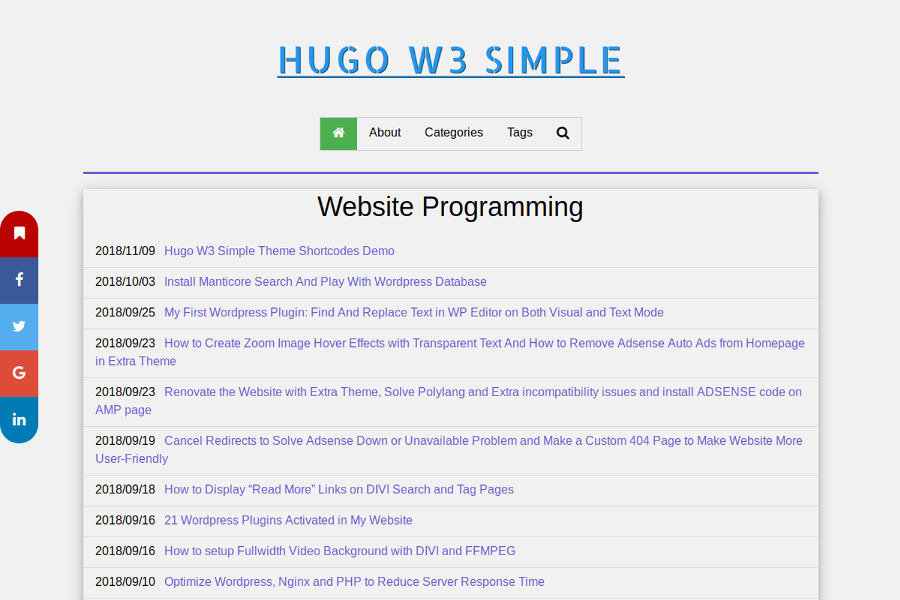 HUGO W3 SIMPLE
About Categories Tags
Website Programming
2018/11/09 Hugo W3 Simple Theme Shortcodes Demo
2018/10/03 Install Manticore Search And Play With Wordpress Database
2018/09/25 My First Wordpress Plugin: Find And Replace Text in WP Editor on Both Visual and Text Mode
2018/09/23 How to Create Zoom Image Hover Effects with Transparent Text And How to Remove Adsense Auto Ads from Homepage
in Extra Theme
2018/09/23 Renovate the Website with Extra Theme, Solve Polylang and Extra incompatibility issues and install ADSENSE code on
AMP page
2018/09/19 Cancel Redirects to Solve Adsense Down or Unavailable Problem and Make a Custom 404 Page to Make Website More
User-Friendly
2018/09/18 How to Display “Read More” Links on DIVI Search and Tag Pages
2018/09/16 21 Wordpress Plugins Activated in My Website
2018/09/16 How to setup Fullwidth Video Background with DIVI and FFMPEG
2018/09/10 Optimize Wordpress, Nginx and PHP to Reduce Server Response Time